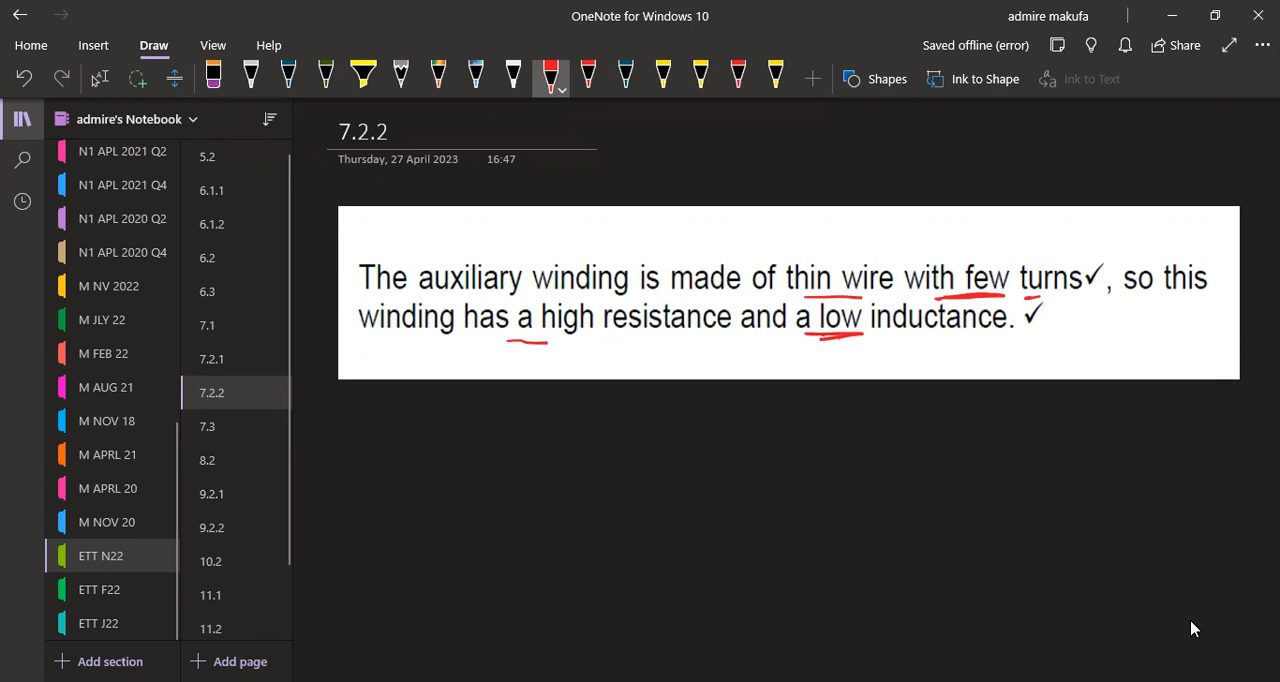 OneNote for Windows 10
admire makufa
Home Insert Draw View Help
Saved offline (error) Share
Shapes Ink to Shape Ink to Text
admire's Notebook
N1 APL 2021 Q2
N1 APL 2021 Q4
N1 APL 2020 Q2
N1 APL 2020 Q4
M NV 2022
M JLY 22
M FEB 22
M AUG 21
M NOV 18
M APRL 21
M APRL 20
M NOV 20
ETT N22
ETT F22
ETT J22
Add section
5.2
6.1.1
6.1.2
6.2
6.3
7.1
7.2.1
7.2.2
7.3
8.2
9.2.1
9.2.2
10.2
11.1
11.2
Add page
7.2.2
Thursday, 27 April 2023 16:47
The auxiliary winding is made of thin wire with few turns✓, so this
winding has a high resistance and a low inductance. ✓